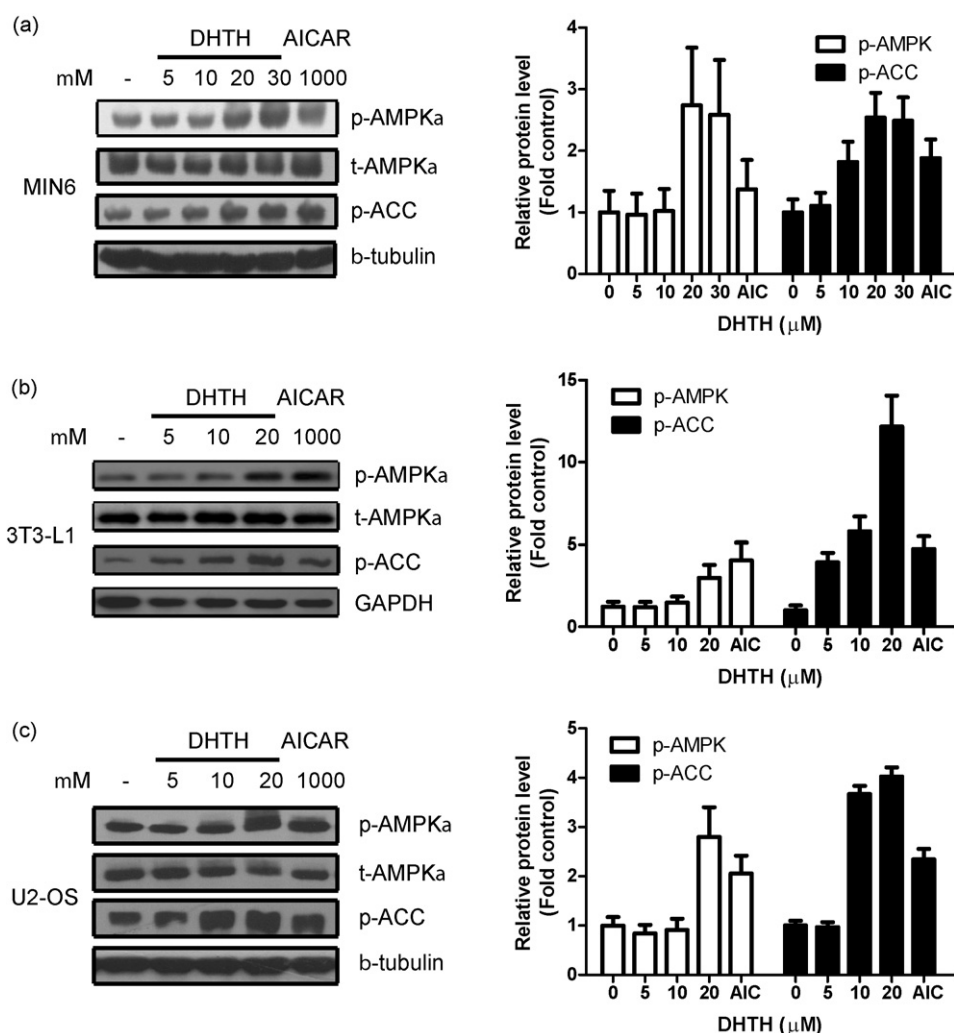 (a)
DHTH AICAR
mM - 5 10 20 30 1000
MIN6
p-AMPKa
t-AMPKa
p-ACC
b-tubulin
Relative protein level
(Fold control)
p-AMPK
p-ACC
4
3
2
1
0
0 5 10 20 30 AIC 0 5 10 20 30 AIC
DHTH (μM)
(b)
DHTH AICAR
mM - 5 10 20 1000
3T3-L1
p-AMPKa
t-AMPKa
p-ACC
GAPDH
Relative protein level
(Fold control)
p-AMPK
p-ACC
15
10
5
0
0 5 10 20 AIC 0 5 10 20 AIC
DHTH (μM)
(c)
DHTH AICAR
mM - 5 10 20 1000
U2-OS
p-AMPKa
t-AMPKa
p-ACC
b-tubulin
Relative protein level
(Fold control)
p-AMPK
p-ACC
5
4
3
2
1
0
0 5 10 20 AIC 0 5 10 20 AIC
DHTH (μM)